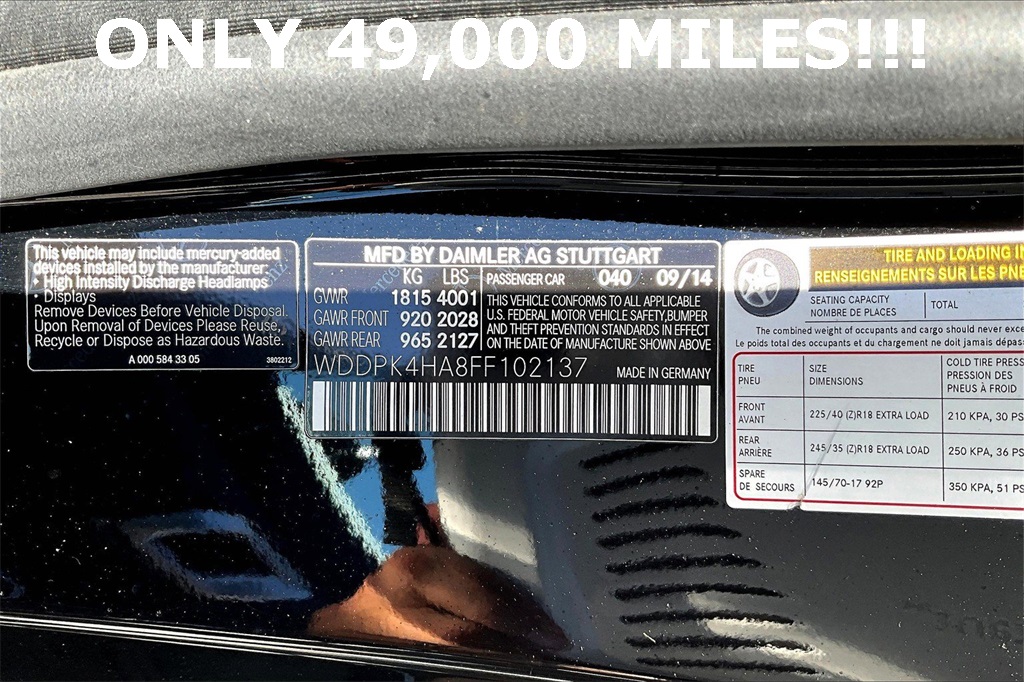 ONLY 49,000 MILES!!!
This vehicle may include mercury-added
devices installed by the manufacturer:
• High Intensity Discharge Headlamps
• Displays
Remove Devices Before Vehicle Disposal.
Upon Removal of Devices Please Reuse,
Recycle or Dispose as Hazardous Waste.
A 000 584 33 05
3802212
MFD BY DAIMLER AG STUTTGART
KG LBS
GVWR 1815 4001
GAWR FRONT 920 2028
GAWR REAR 965 2127
PASSENGER CAR 040 09/14
THIS VEHICLE CONFORMS TO ALL APPLICABLE
U.S. FEDERAL MOTOR VEHICLE SAFETY,BUMPER
AND THEFT PREVENTION STANDARDS IN EFFECT
ON THE DATE OF MANUFACTURE SHOWN ABOVE
WDDPK4HA8FF102137
MADE IN GERMANY
TIRE AND LOADING IN
RENSEIGNEMENTS SUR LES PNE
SEATING CAPACITY
NOMBRE DE PLACES
TOTAL
The combined weight of occupants and cargo should never exce
Le poids total des occupants et du chargement ne doit jamais dépas
TIRE
PNEU
SIZE
DIMENSIONS
COLD TIRE PRESS
PRESSION DES
PNEUS À FROID
FRONT
AVANT
225/40 (Z)R18 EXTRA LOAD
210 KPA, 30 PS
REAR
ARRIÈRE
245/35 (Z)R18 EXTRA LOAD
250 KPA, 36 PS
SPARE
DE SECOURS
145/70-17 92P
350 KPA, 51 PS